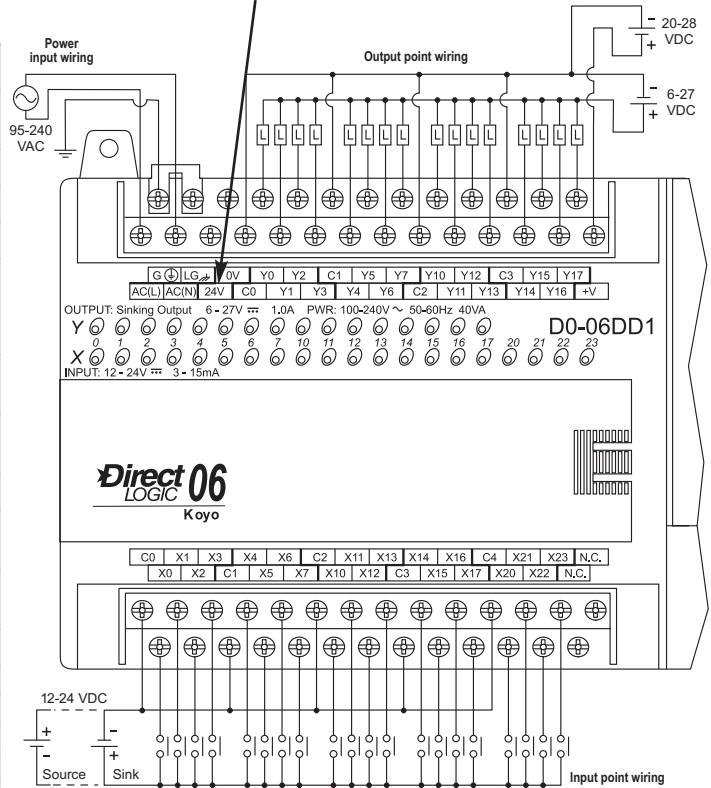 20-28
VDC
Power
input wiring
Output point wiring
6-27
VDC
95-240
VAC
L L L L L L L L L L L L L L L L
G LG 0V Y0 Y2 C1 Y5 Y7 Y10 Y12 C3 Y15 Y17
AC(L) AC(N) 24V C0 Y1 Y3 Y4 Y6 C2 Y11 Y13 Y14 Y16 +V
OUTPUT: Sinking Output 6 - 27V ⎓ 1.0A PWR: 100-240V ~ 50-60Hz 40VA
Y
D0-06DD1
0 1 2 3 4 5 6 7 10 11 12 13 14 15 16 17 20 21 22 23
X
INPUT: 12 - 24V ⎓ 3 - 15mA
Direct
LOGIC 06
Koyo
C0 X1 X3 X4 X6 C2 X11 X13 X14 X16 C4 X21 X23 N.C.
X0 X2 C1 X5 X7 X10 X12 C3 X15 X17 X20 X22 N.C.
12-24 VDC
+ -
- +
Source Sink
Input point wiring